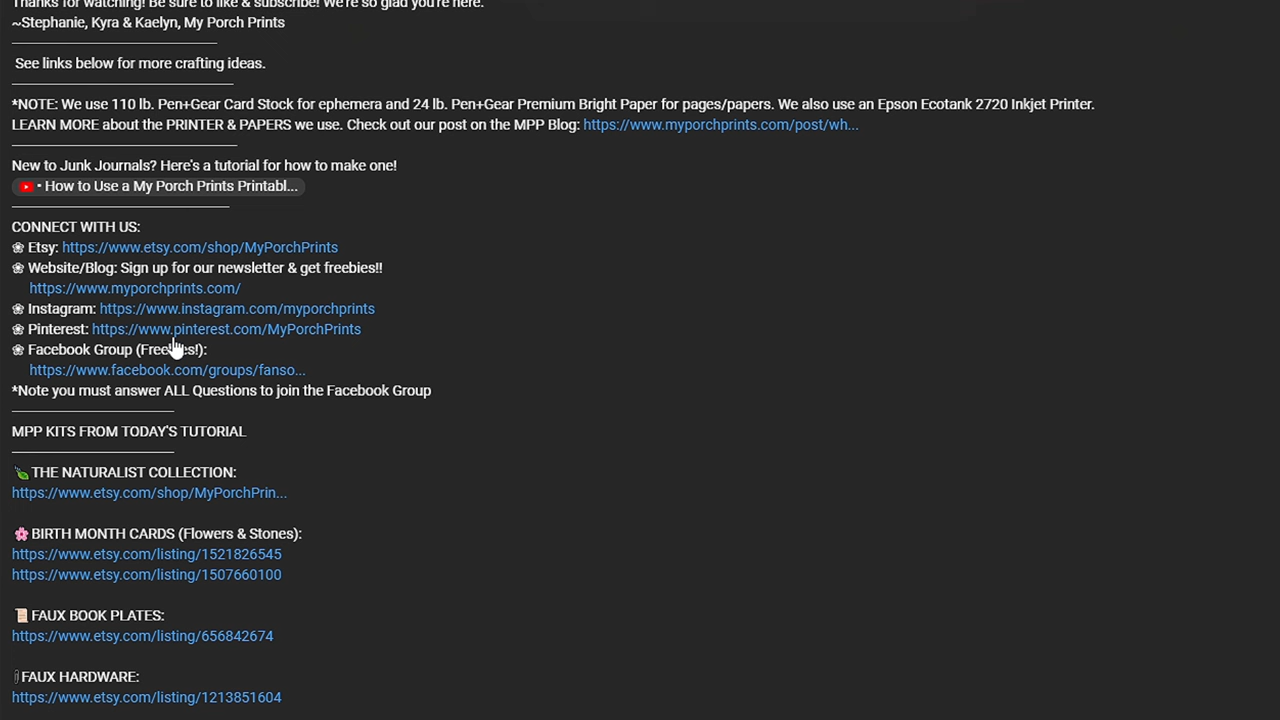 Thanks for watching! Be sure to like & subscribe! We're so glad you're here.
~Stephanie, Kyra & Kaelyn, My Porch Prints
See links below for more crafting ideas.
*NOTE: We use 110 lb. Pen+Gear Card Stock for ephemera and 24 lb. Pen+Gear Premium Bright Paper for pages/papers. We also use an Epson Ecotank 2720 Inkjet Printer.
LEARN MORE about the PRINTER & PAPERS we use. Check out our post on the MPP Blog: https://www.myporchprints.com/post/wh...
New to Junk Journals? Here's a tutorial for how to make one!
• How to Use a My Porch Prints Printabl...
CONNECT WITH US:
❀ Etsy: https://www.etsy.com/shop/MyPorchPrints
❀ Website/Blog: Sign up for our newsletter & get freebies!!
https://www.myporchprints.com/
❀ Instagram: https://www.instagram.com/myporchprints
❀ Pinterest: https://www.pinterest.com/MyPorchPrints
❀ Facebook Group (Freebies!):
https://www.facebook.com/groups/fanso...
*Note you must answer ALL Questions to join the Facebook Group
MPP KITS FROM TODAY'S TUTORIAL
🍃 THE NATURALIST COLLECTION:
https://www.etsy.com/shop/MyPorchPrin...
🌸 BIRTH MONTH CARDS (Flowers & Stones):
https://www.etsy.com/listing/1521826545
https://www.etsy.com/listing/1507660100
📜 FAUX BOOK PLATES:
https://www.etsy.com/listing/656842674
FAUX HARDWARE:
https://www.etsy.com/listing/1213851604